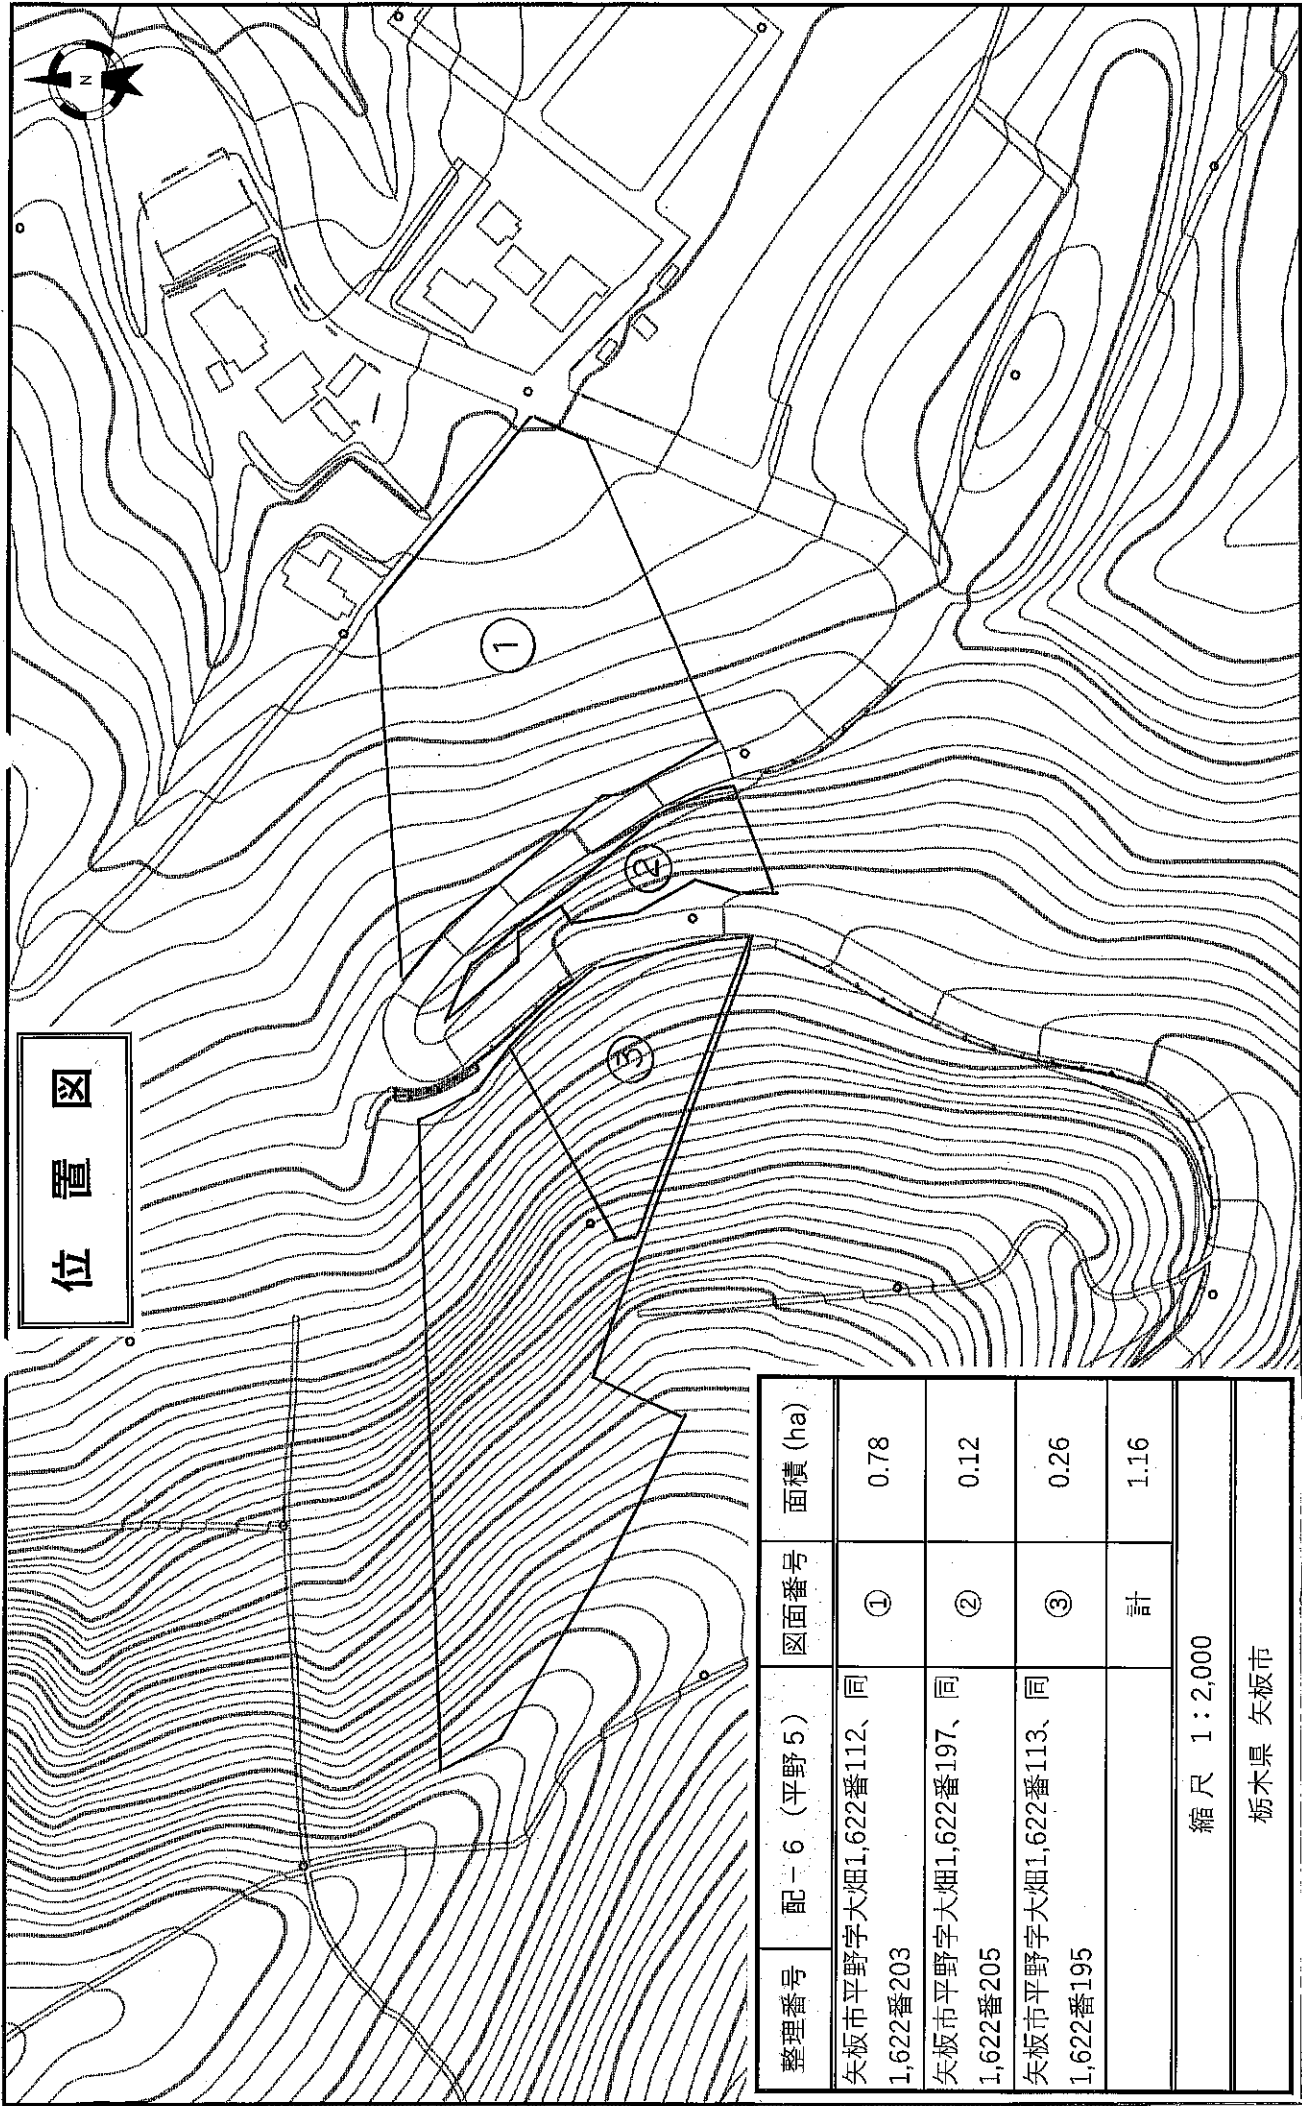 位置図
N
①
②
③
整理番号 配－6（平野5） 図面番号 面積(ha)
矢板市平野字大畑1,622番112、同
1,622番203 ① 0.78
矢板市平野字大畑1,622番197、同
1,622番205 ② 0.12
矢板市平野字大畑1,622番113、同
1,622番195 ③ 0.26
計 1.16
縮尺 1：2,000
栃木県 矢板市